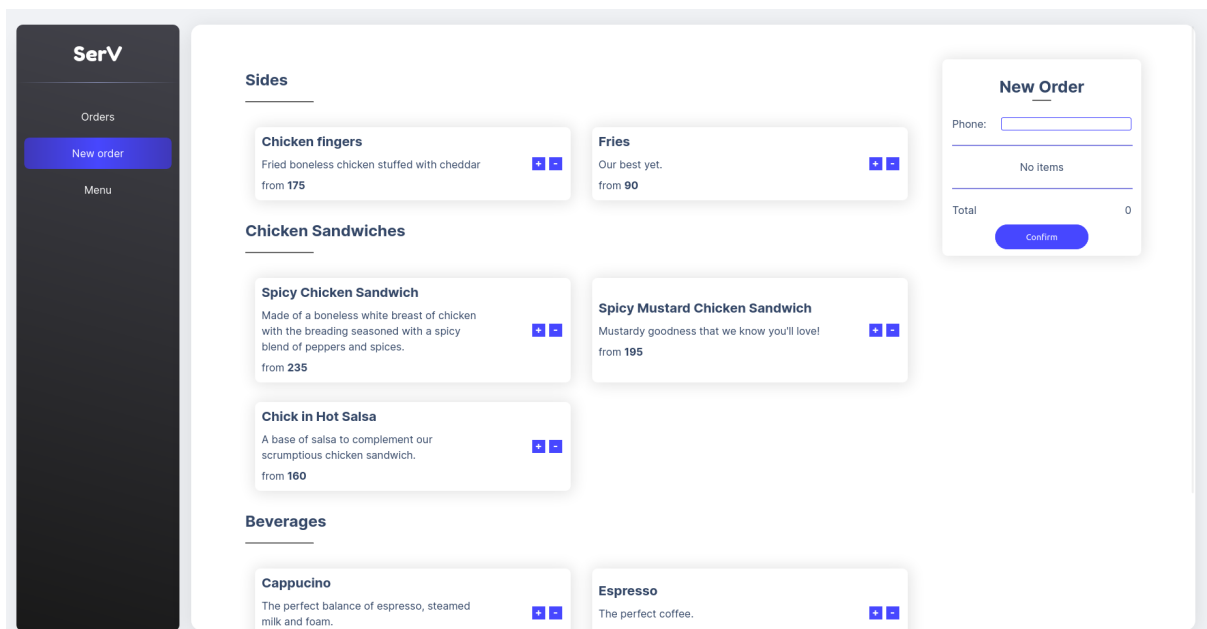 SerV
Orders
New order
Menu
Sides
Chicken fingers
Fried boneless chicken stuffed with cheddar
from 175
+ -
Fries
Our best yet.
from 90
+ -
Chicken Sandwiches
Spicy Chicken Sandwich
Made of a boneless white breast of chicken
with the breading seasoned with a spicy
blend of peppers and spices.
from 235
+ -
Spicy Mustard Chicken Sandwich
Mustardy goodness that we know you'll love!
from 195
+ -
Chick in Hot Salsa
A base of salsa to complement our
scrumptious chicken sandwich.
from 160
+ -
Beverages
Cappucino
The perfect balance of espresso, steamed
milk and foam.
+ -
Espresso
The perfect coffee.
+ -
New Order
Phone:
No items
Total 0
Confirm